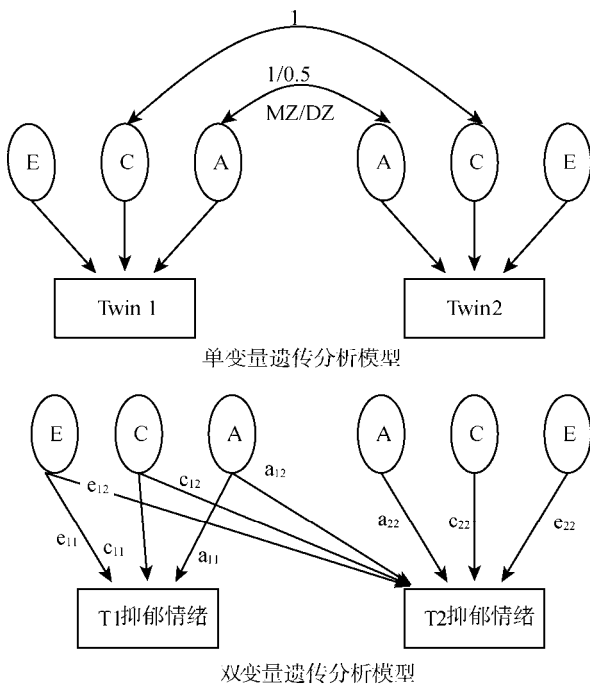 1
1/0.5
MZ/DZ
E C A A C E
Twin 1 Twin2
单变量遗传分析模型
E C A A C E
e₁₂ c₁₂ a₁₂
e₁₁ c₁₁ a₁₁ a₂₂ c₂₂ e₂₂
T1抑郁情绪 T2抑郁情绪
双变量遗传分析模型